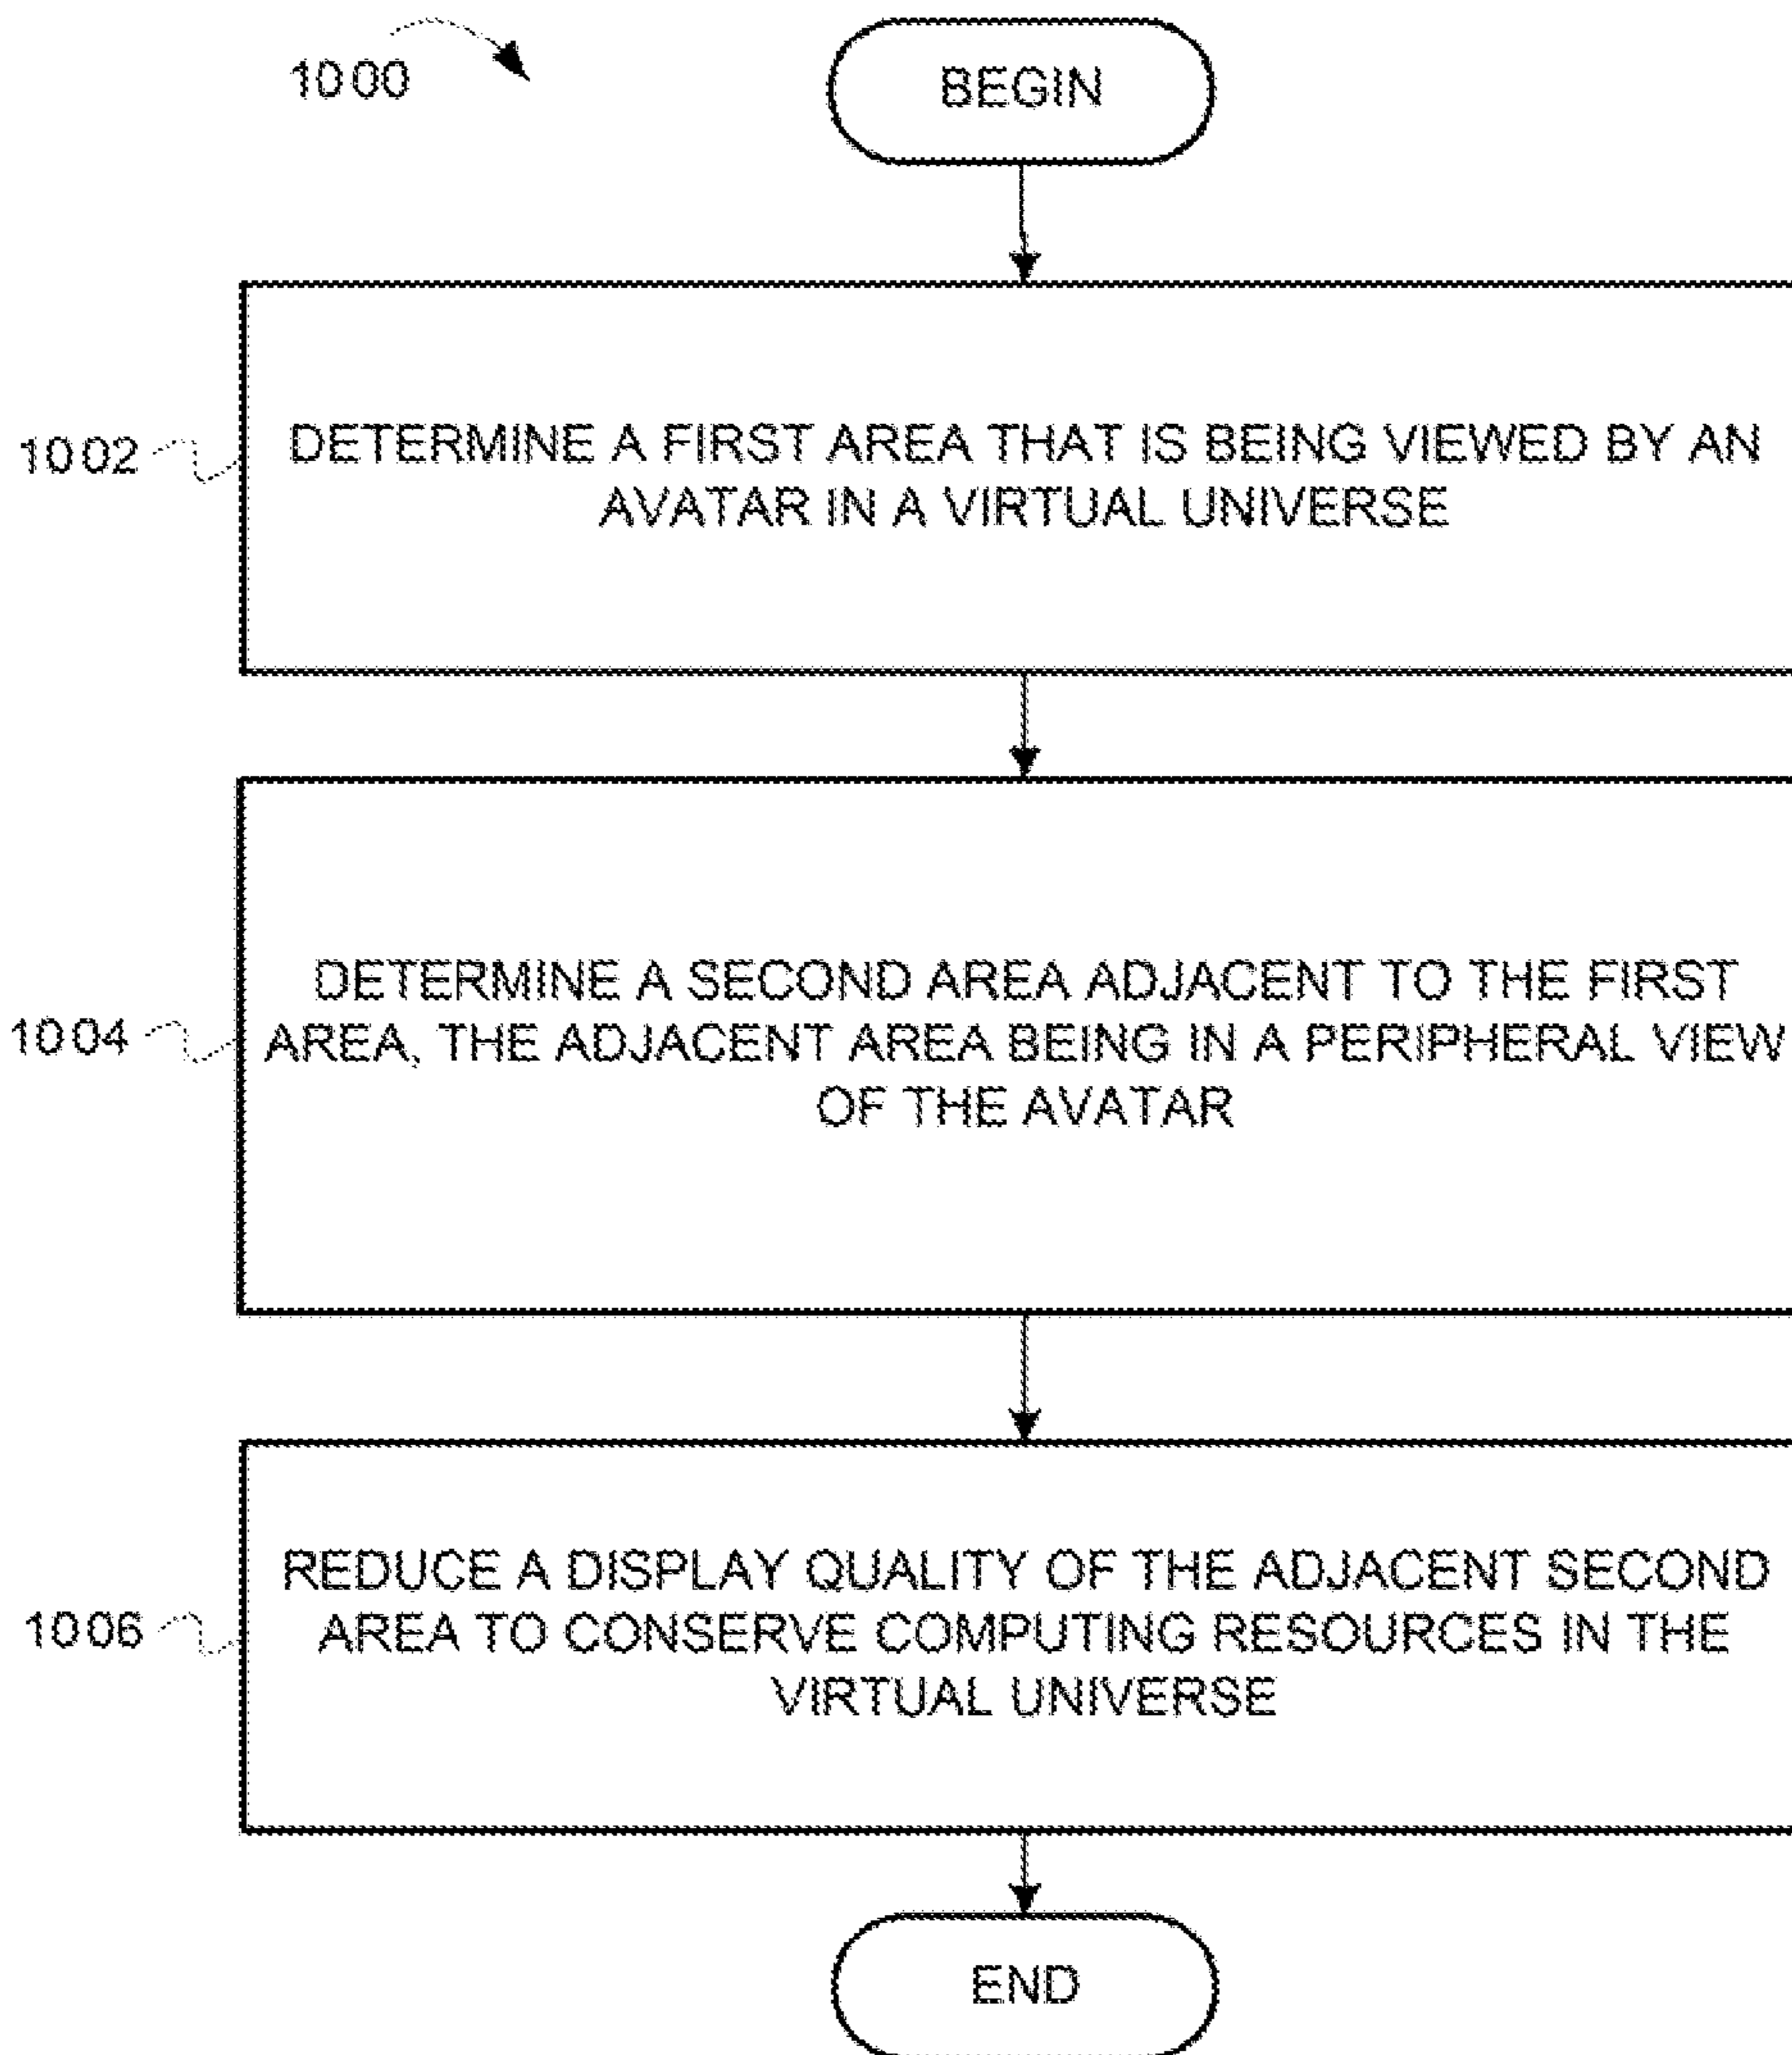 1000
BEGIN
1002
DETERMINE A FIRST AREA THAT IS BEING VIEWED BY AN
AVATAR IN A VIRTUAL UNIVERSE
1004
DETERMINE A SECOND AREA ADJACENT TO THE FIRST
AREA, THE ADJACENT AREA BEING IN A PERIPHERAL VIEW
OF THE AVATAR
1006
REDUCE A DISPLAY QUALITY OF THE ADJACENT SECOND
AREA TO CONSERVE COMPUTING RESOURCES IN THE
VIRTUAL UNIVERSE
END